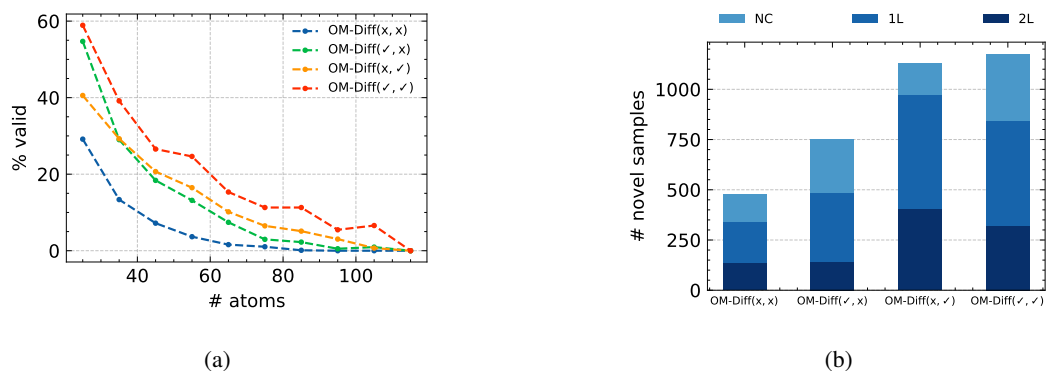 60
40
20
0
% valid
40
60
80
100
# atoms
OM-Diff(x, x)
OM-Diff(✓, x)
OM-Diff(x, ✓)
OM-Diff(✓, ✓)
(a)
NC
1L
2L
1000
750
500
250
0
# novel samples
OM-Diff(x, x)
OM-Diff(✓, x)
OM-Diff(x, ✓)
OM-Diff(✓, ✓)
(b)